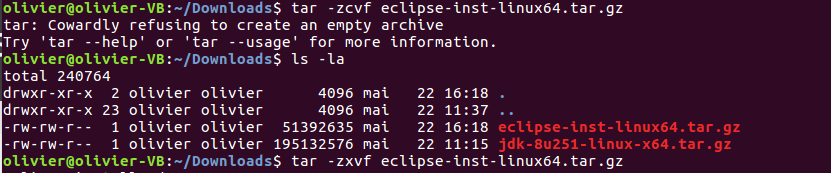 olivier@olivier-VB:~/Downloads$ tar -zcvf eclipse-inst-linux64.tar.gz
tar: Cowardly refusing to create an empty archive
Try 'tar --help' or 'tar --usage' for more information.
olivier@olivier-VB:~/Downloads$ ls -la
total 240764
drwxr-xr-x  2 olivier olivier      4096 mai   22 16:18 .
drwxr-xr-x 23 olivier olivier      4096 mai   22 11:37 ..
-rw-rw-r--  1 olivier olivier  51392635 mai   22 16:18 eclipse-inst-linux64.tar.gz
-rw-rw-r--  1 olivier olivier 195132576 mai   22 11:15 jdk-8u251-linux-x64.tar.gz
olivier@olivier-VB:~/Downloads$ tar -zxvf eclipse-inst-linux64.tar.gz